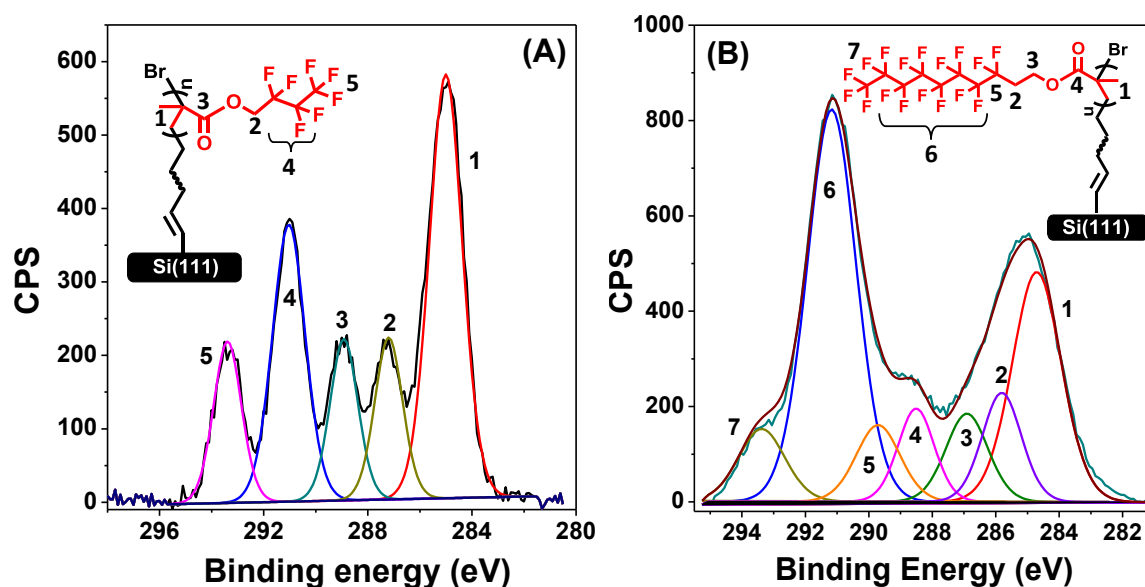 (A)
600
500
400
300
200
100
0
CPS
296
292
288
284
280
Binding energy (eV)
Br
n
1
3
O
O
2
F F F
F
F F F
5
4
Si(111)
1
4
5
3
2
(B)
1000
800
600
400
200
0
CPS
294
292
290
288
286
284
282
Binding Energy (eV)
7
F F F F F F F F
F
F F F F F F F F
5
2
3
O
O
4
Br
1
n
6
Si(111)
6
1
2
7
5
4
3